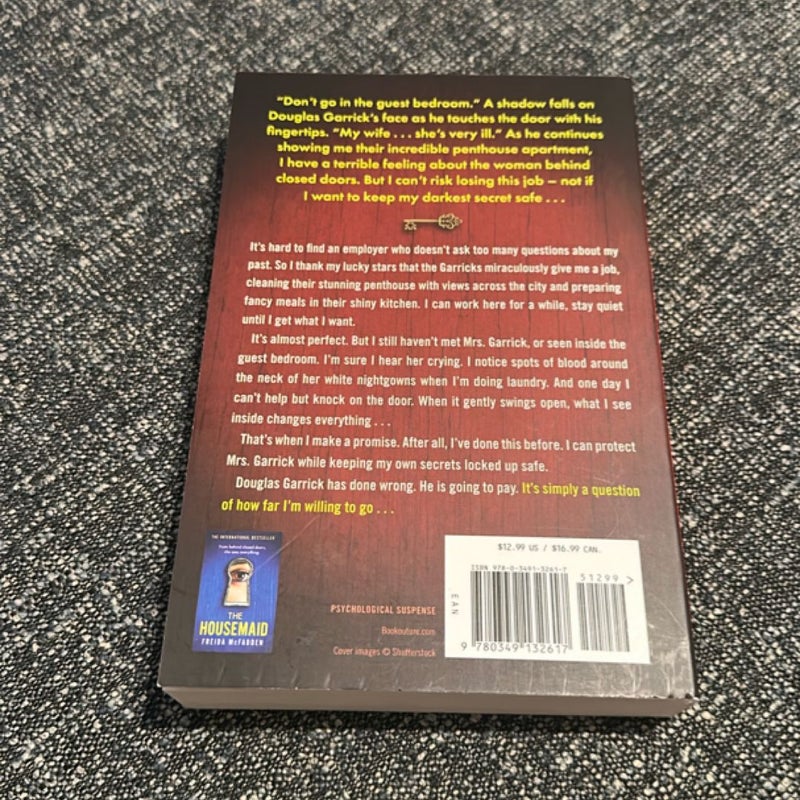 "Don't go in the guest bedroom." A shadow falls on
Douglas Garrick's face as he touches the door with his
fingertips. "My wife . . . she's very ill." As he continues
showing me their incredible penthouse apartment,
I have a terrible feeling about the woman behind
closed doors. But I can't risk losing this job – not if
I want to keep my darkest secret safe . . .
It's hard to find an employer who doesn't ask too many questions about my
past. So I thank my lucky stars that the Garricks miraculously give me a job,
cleaning their stunning penthouse with views across the city and preparing
fancy meals in their shiny kitchen. I can work here for a while, stay quiet
until I get what I want.
It's almost perfect. But I still haven't met Mrs. Garrick, or seen inside the
guest bedroom. I'm sure I hear her crying. I notice spots of blood around
the neck of her white nightgowns when I'm doing laundry. And one day I
can't help but knock on the door. When it gently swings open, what I see
inside changes everything . . .
That's when I make a promise. After all, I've done this before. I can protect
Mrs. Garrick while keeping my own secrets locked up safe.
Douglas Garrick has done wrong. He is going to pay. It's simply a question
of how far I'm willing to go . . .
THE INTERNATIONAL BESTSELLER
From behind closed doors,
she sees everything
THE
HOUSEMAID
FREIDA McFADDEN
PSYCHOLOGICAL SUSPENSE
Bookouture.com
Cover images © Shutterstock
$12.99 US / $16.99 CAN.
ISBN 978-0-3491-3261-7
51299>
EAN
9 780349 132617